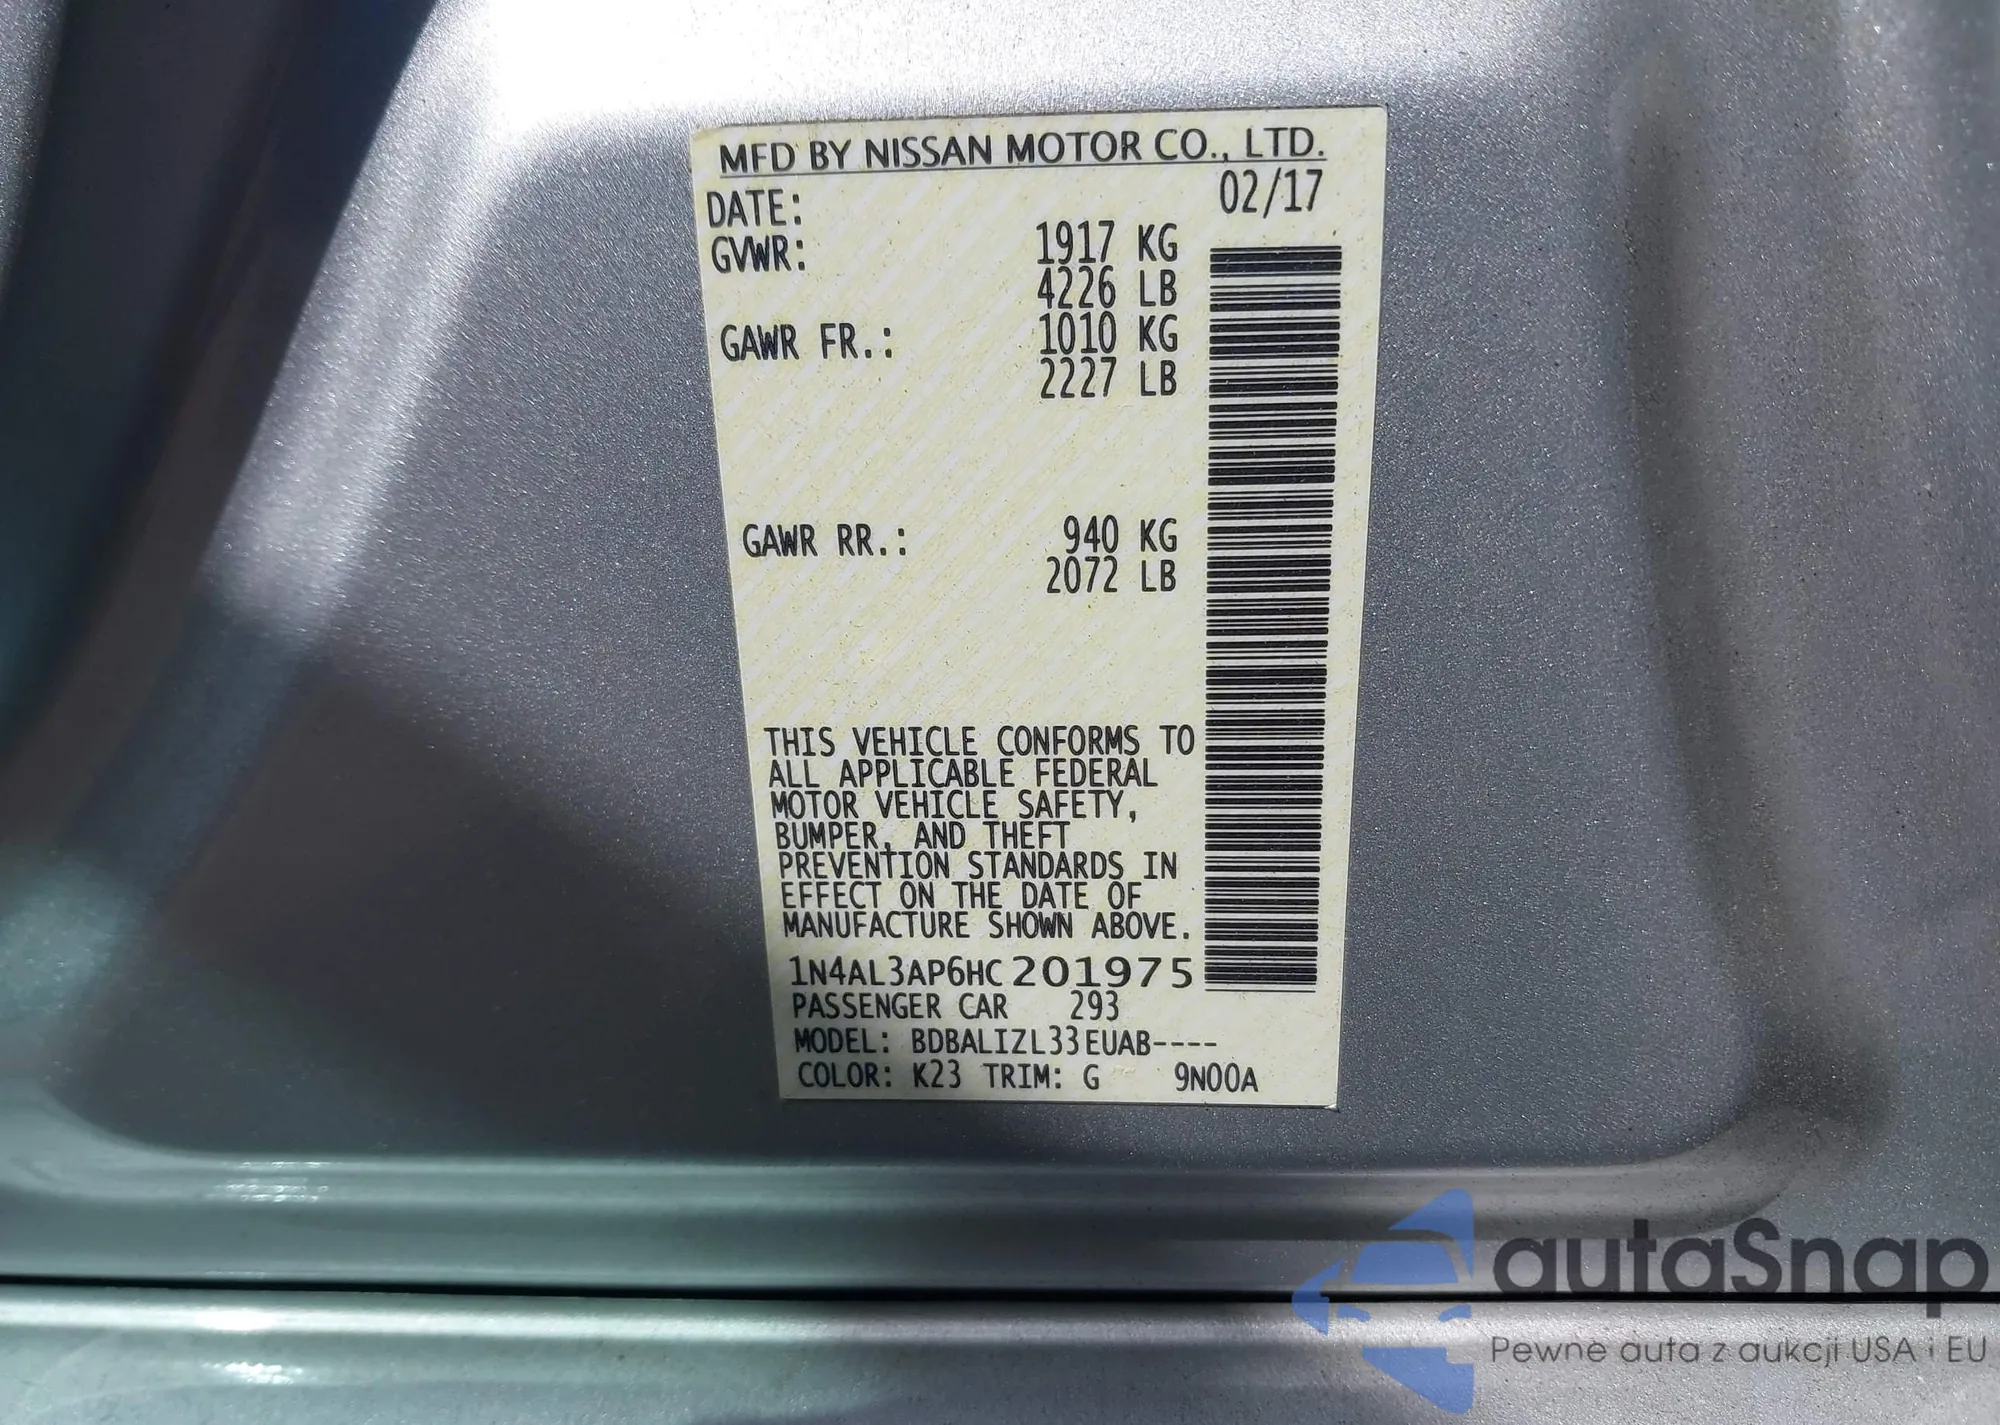 MFD BY NISSAN MOTOR CO., LTD.
DATE: 02/17
GVWR: 1917 KG
4226 LB
GAWR FR.: 1010 KG
2227 LB
GAWR RR.: 940 KG
2072 LB
THIS VEHICLE CONFORMS TO
ALL APPLICABLE FEDERAL
MOTOR VEHICLE SAFETY,
BUMPER, AND THEFT
PREVENTION STANDARDS IN
EFFECT ON THE DATE OF
MANUFACTURE SHOWN ABOVE.
1N4AL3AP6HC201975
PASSENGER CAR 293
MODEL: BDBALIZL33EUAB----
COLOR: K23 TRIM: G 9N00A
autaSnap
Pewne auta z aukcji USA i EU